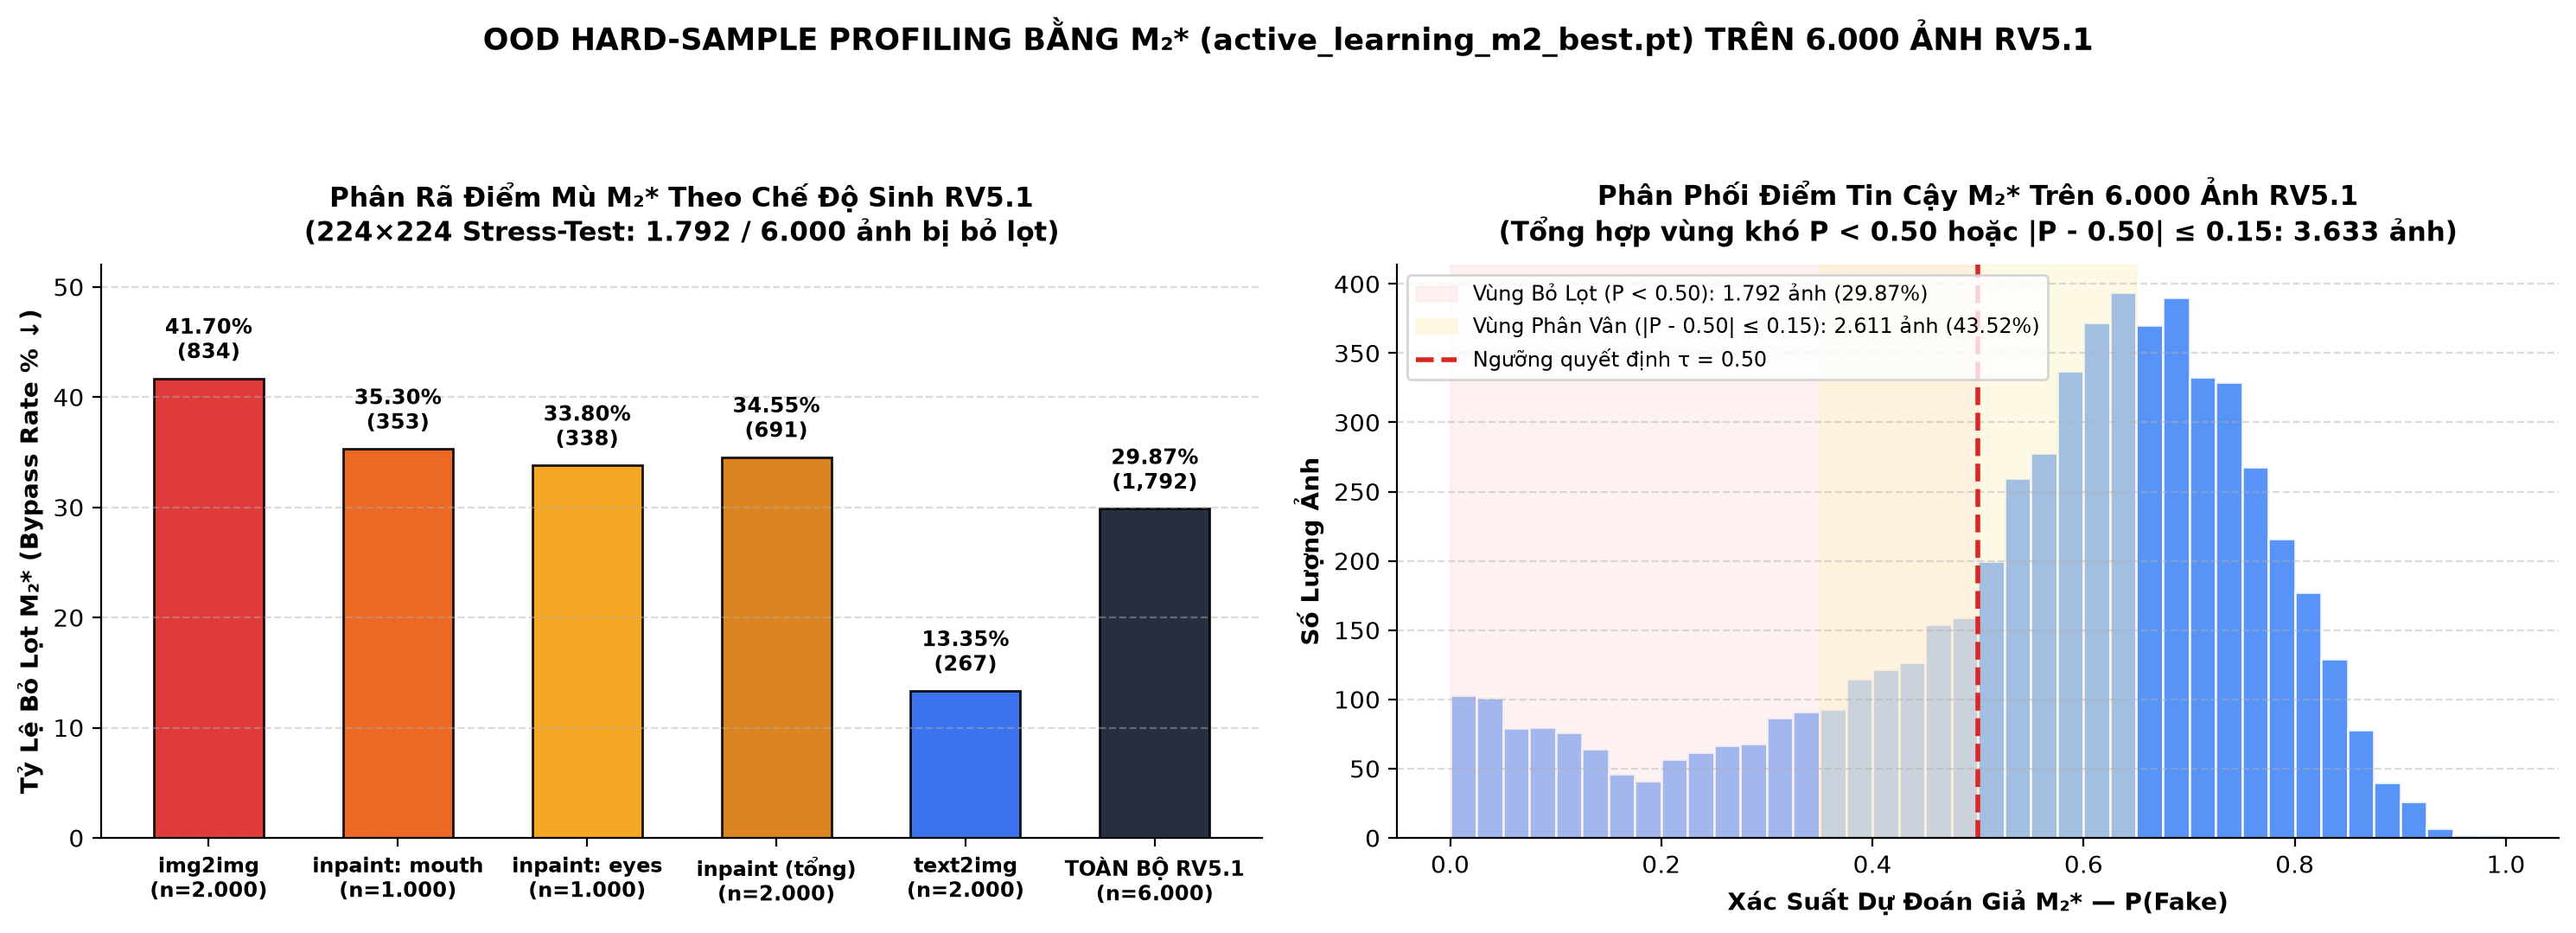 OOD HARD-SAMPLE PROFILING BẰNG M₂* (active_learning_m2_best.pt) TRÊN 6.000 ẢNH RV5.1
Phân Rã Điểm Mù M₂* Theo Chế Độ Sinh RV5.1
(224×224 Stress-Test: 1.792 / 6.000 ảnh bị bỏ lọt)
Tỷ Lệ Bỏ Lọt M₂* (Bypass Rate % ↓)
50
40
30
20
10
0
41.70%
(834)
35.30%
(353)
33.80%
(338)
34.55%
(691)
13.35%
(267)
29.87%
(1,792)
img2img
(n=2.000)
inpaint: mouth
(n=1.000)
inpaint: eyes
(n=1.000)
inpaint (tổng)
(n=2.000)
text2img
(n=2.000)
TOÀN BỘ RV5.1
(n=6.000)
Phân Phối Điểm Tin Cậy M₂* Trên 6.000 Ảnh RV5.1
(Tổng hợp vùng khó P < 0.50 hoặc |P - 0.50| ≤ 0.15: 3.633 ảnh)
Vùng Bỏ Lọt (P < 0.50): 1.792 ảnh (29.87%)
Vùng Phân Vân (|P - 0.50| ≤ 0.15): 2.611 ảnh (43.52%)
Ngưỡng quyết định τ = 0.50
Số Lượng Ảnh
400
350
300
250
200
150
100
50
0
0.0
0.2
0.4
0.6
0.8
1.0
Xác Suất Dự Đoán Giả M₂* — P(Fake)